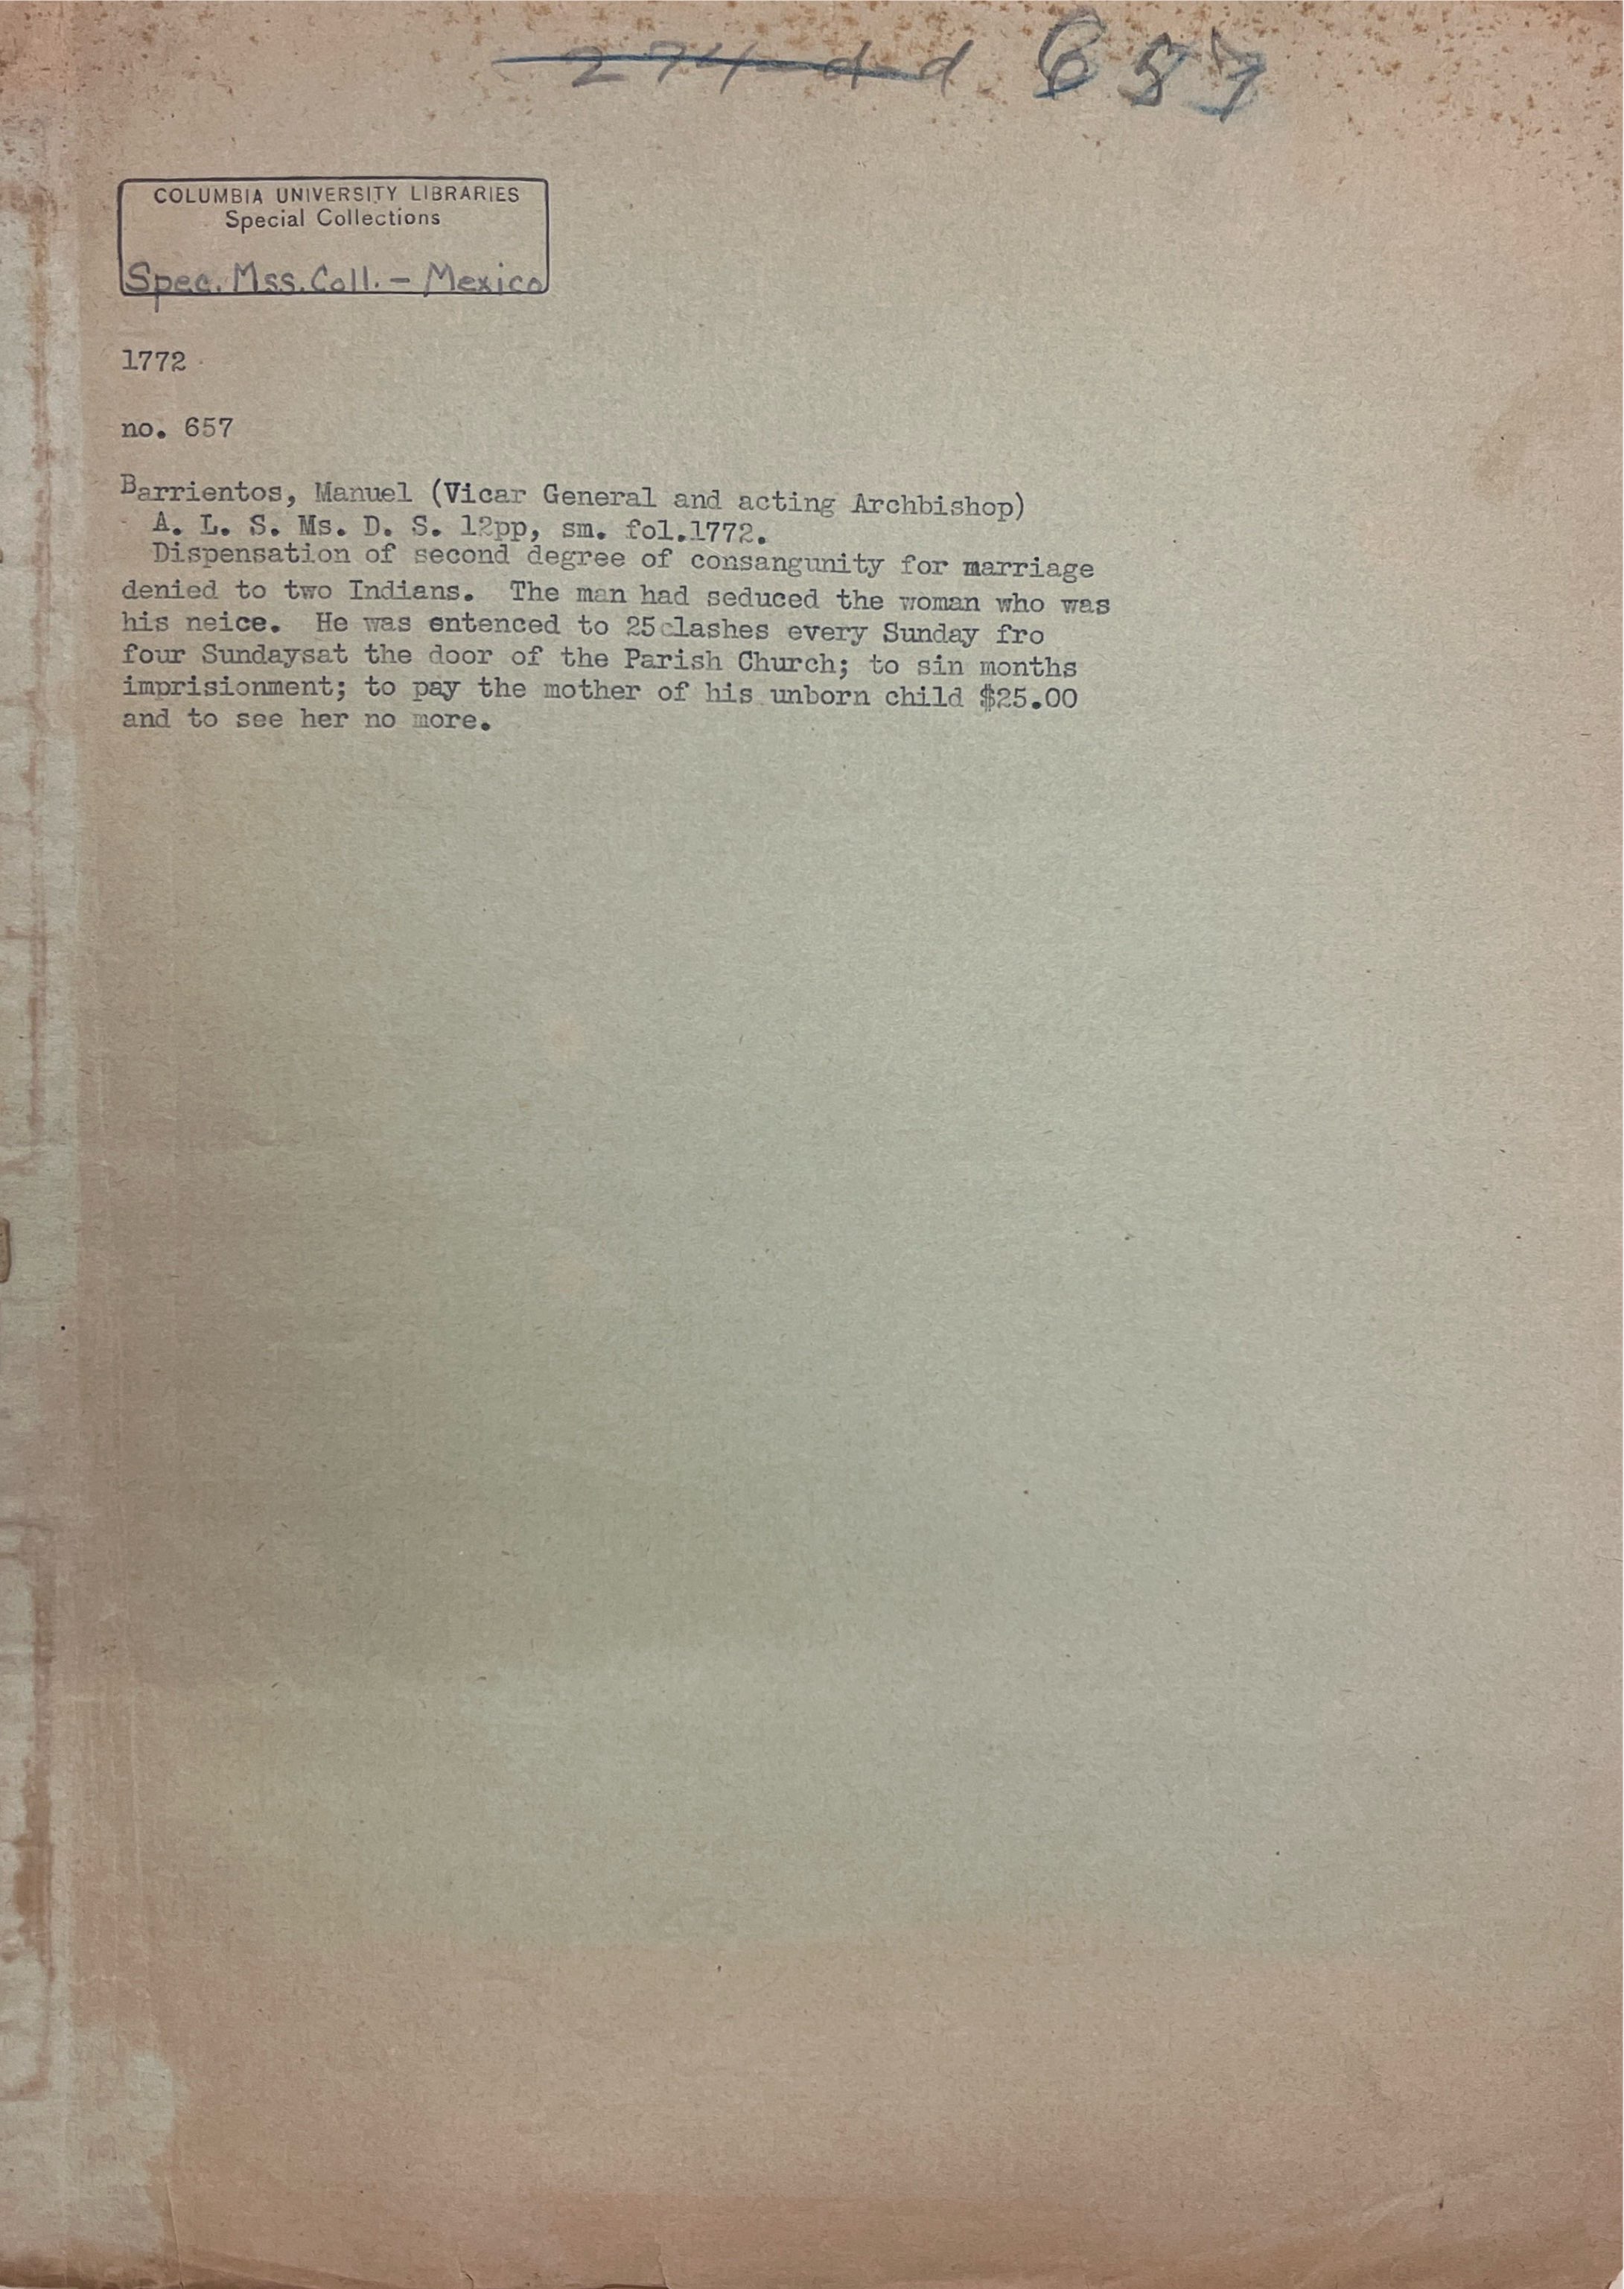 274-d-d 657
COLUMBIA UNIVERSITY LIBRARIES
Special Collections
Spec. Mss. Coll. - Mexico
1772
no. 657
Barrientos, Manuel (Vicar General and acting Archbishop)
A. L. S. Ms. D. S. 12pp, sm. fol.1772.
Dispensation of second degree of consangunity for marriage
denied to two Indians. The man had seduced the woman who was
his neice. He was entenced to 25clashes every Sunday fro
four Sundaysat the door of the Parish Church; to sin months
imprisionment; to pay the mother of his unborn child $25.00
and to see her no more.